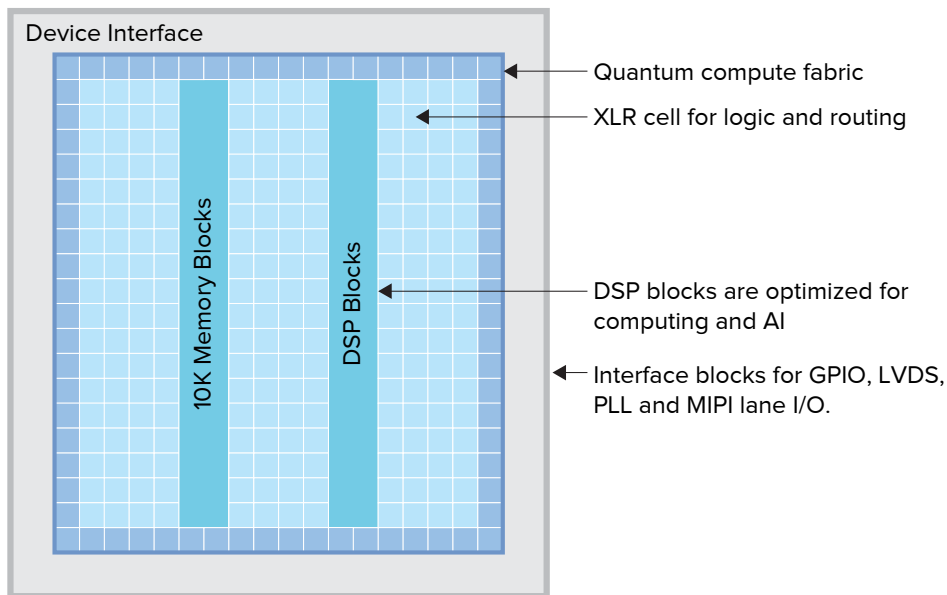 Device Interface
Quantum compute fabric
XLR cell for logic and routing
10K Memory Blocks
DSP Blocks
DSP blocks are optimized for
computing and AI
Interface blocks for GPIO, LVDS,
PLL and MIPI lane I/O.